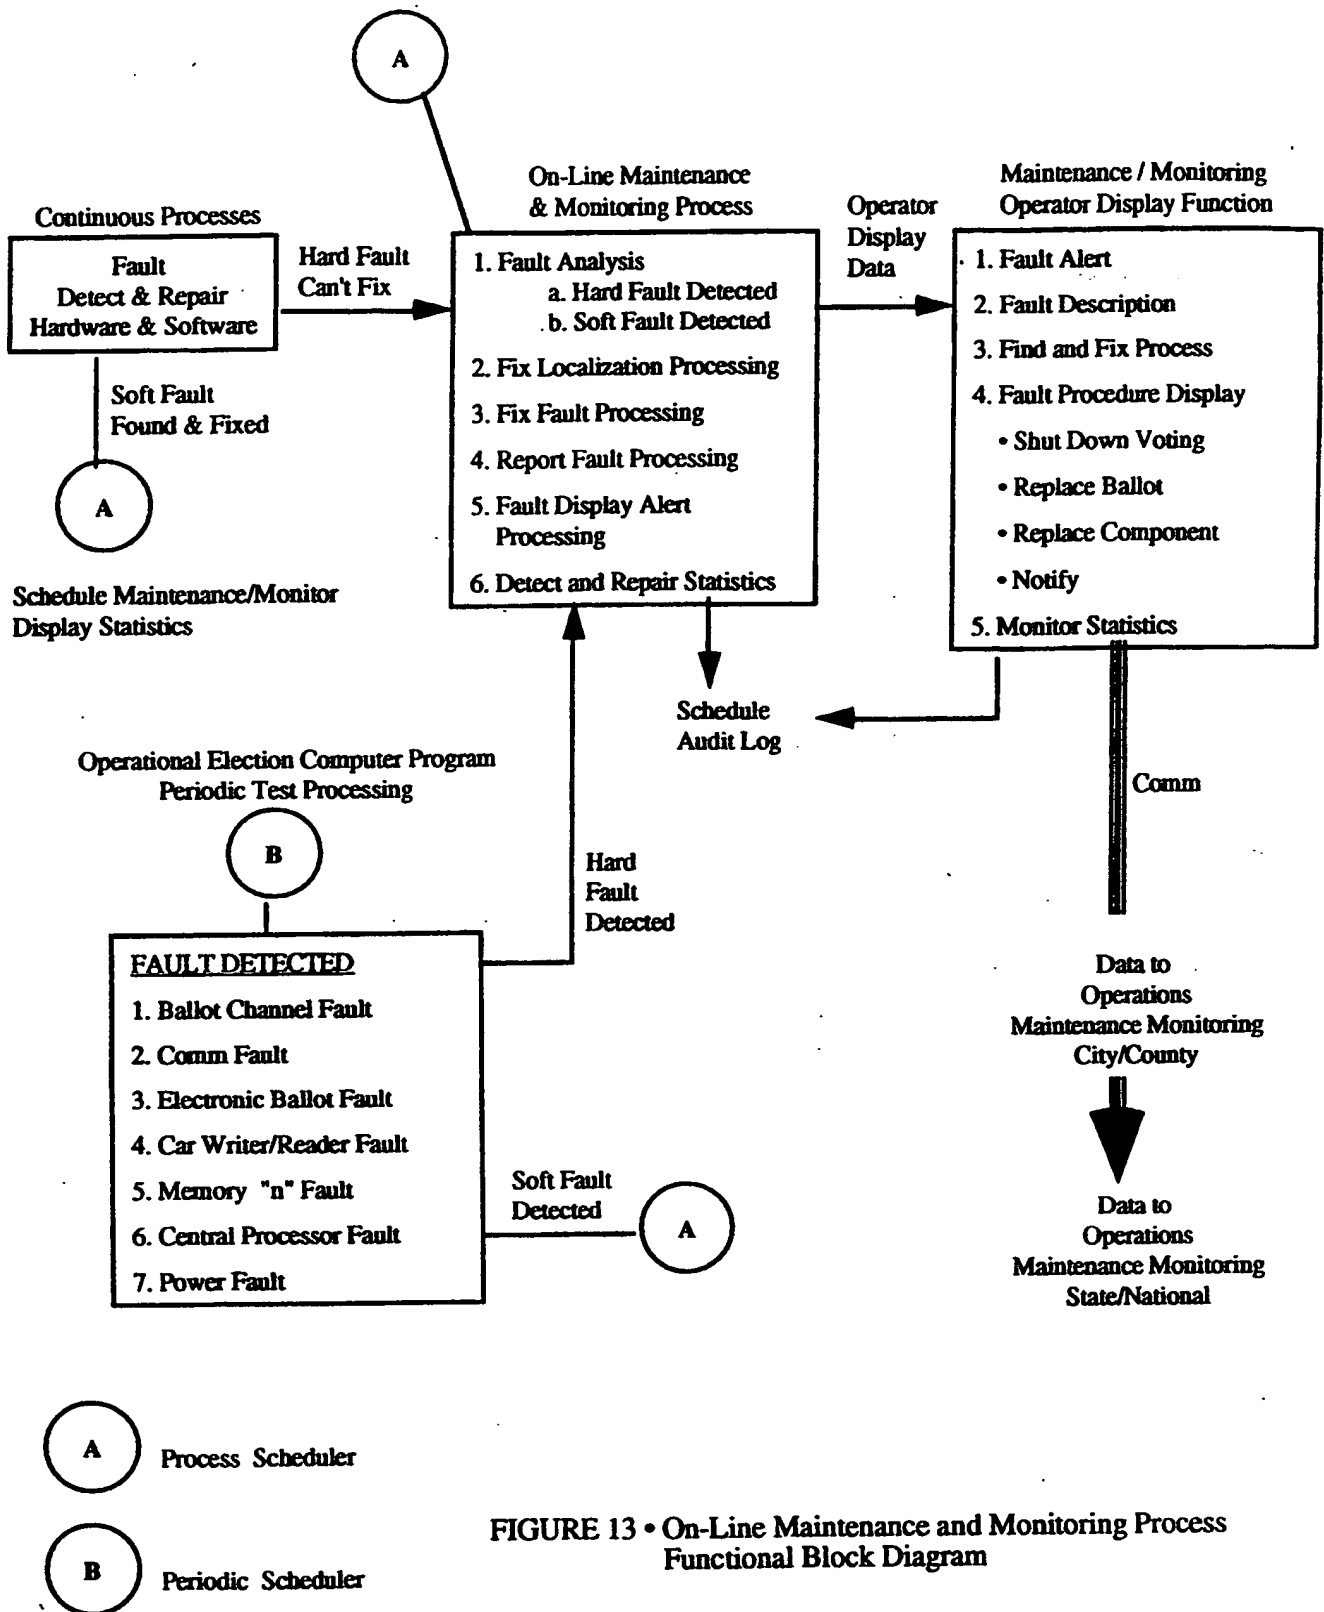 A
Continuous Processes
Fault
Detect & Repair
Hardware & Software
Hard Fault
Can't Fix
Soft Fault
Found & Fixed
A
Schedule Maintenance/Monitor
Display Statistics
On-Line Maintenance
& Monitoring Process
1. Fault Analysis
a. Hard Fault Detected
b. Soft Fault Detected
2. Fix Localization Processing
3. Fix Fault Processing
4. Report Fault Processing
5. Fault Display Alert
Processing
6. Detect and Repair Statistics
Operator
Display
Data
Maintenance / Monitoring
Operator Display Function
1. Fault Alert
2. Fault Description
3. Find and Fix Process
4. Fault Procedure Display
• Shut Down Voting
• Replace Ballot
• Replace Component
• Notify
5. Monitor Statistics
Schedule
Audit Log
Comm
Operational Election Computer Program
Periodic Test Processing
B
Hard
Fault
Detected
FAULT DETECTED
1. Ballot Channel Fault
2. Comm Fault
3. Electronic Ballot Fault
4. Car Writer/Reader Fault
5. Memory "n" Fault
6. Central Processor Fault
7. Power Fault
Soft Fault
Detected
A
Data to
Operations
Maintenance Monitoring
City/County
Data to
Operations
Maintenance Monitoring
State/National
A
Process Scheduler
B
Periodic Scheduler
FIGURE 13 • On-Line Maintenance and Monitoring Process
Functional Block Diagram